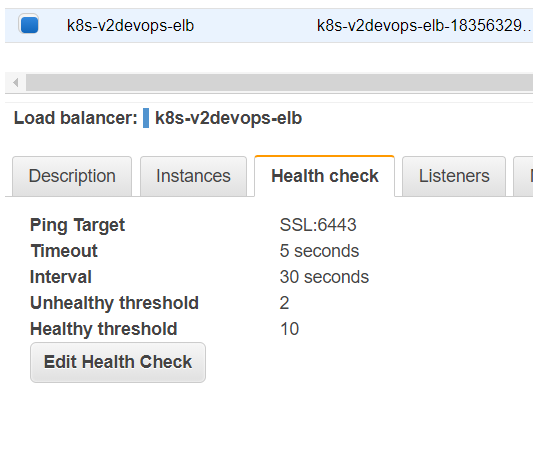 k8s-v2devops-elb k8s-v2devops-elb-18356329...
Load balancer: k8s-v2devops-elb
Description Instances Health check Listeners
Ping Target SSL:6443
Timeout 5 seconds
Interval 30 seconds
Unhealthy threshold 2
Healthy threshold 10
Edit Health Check